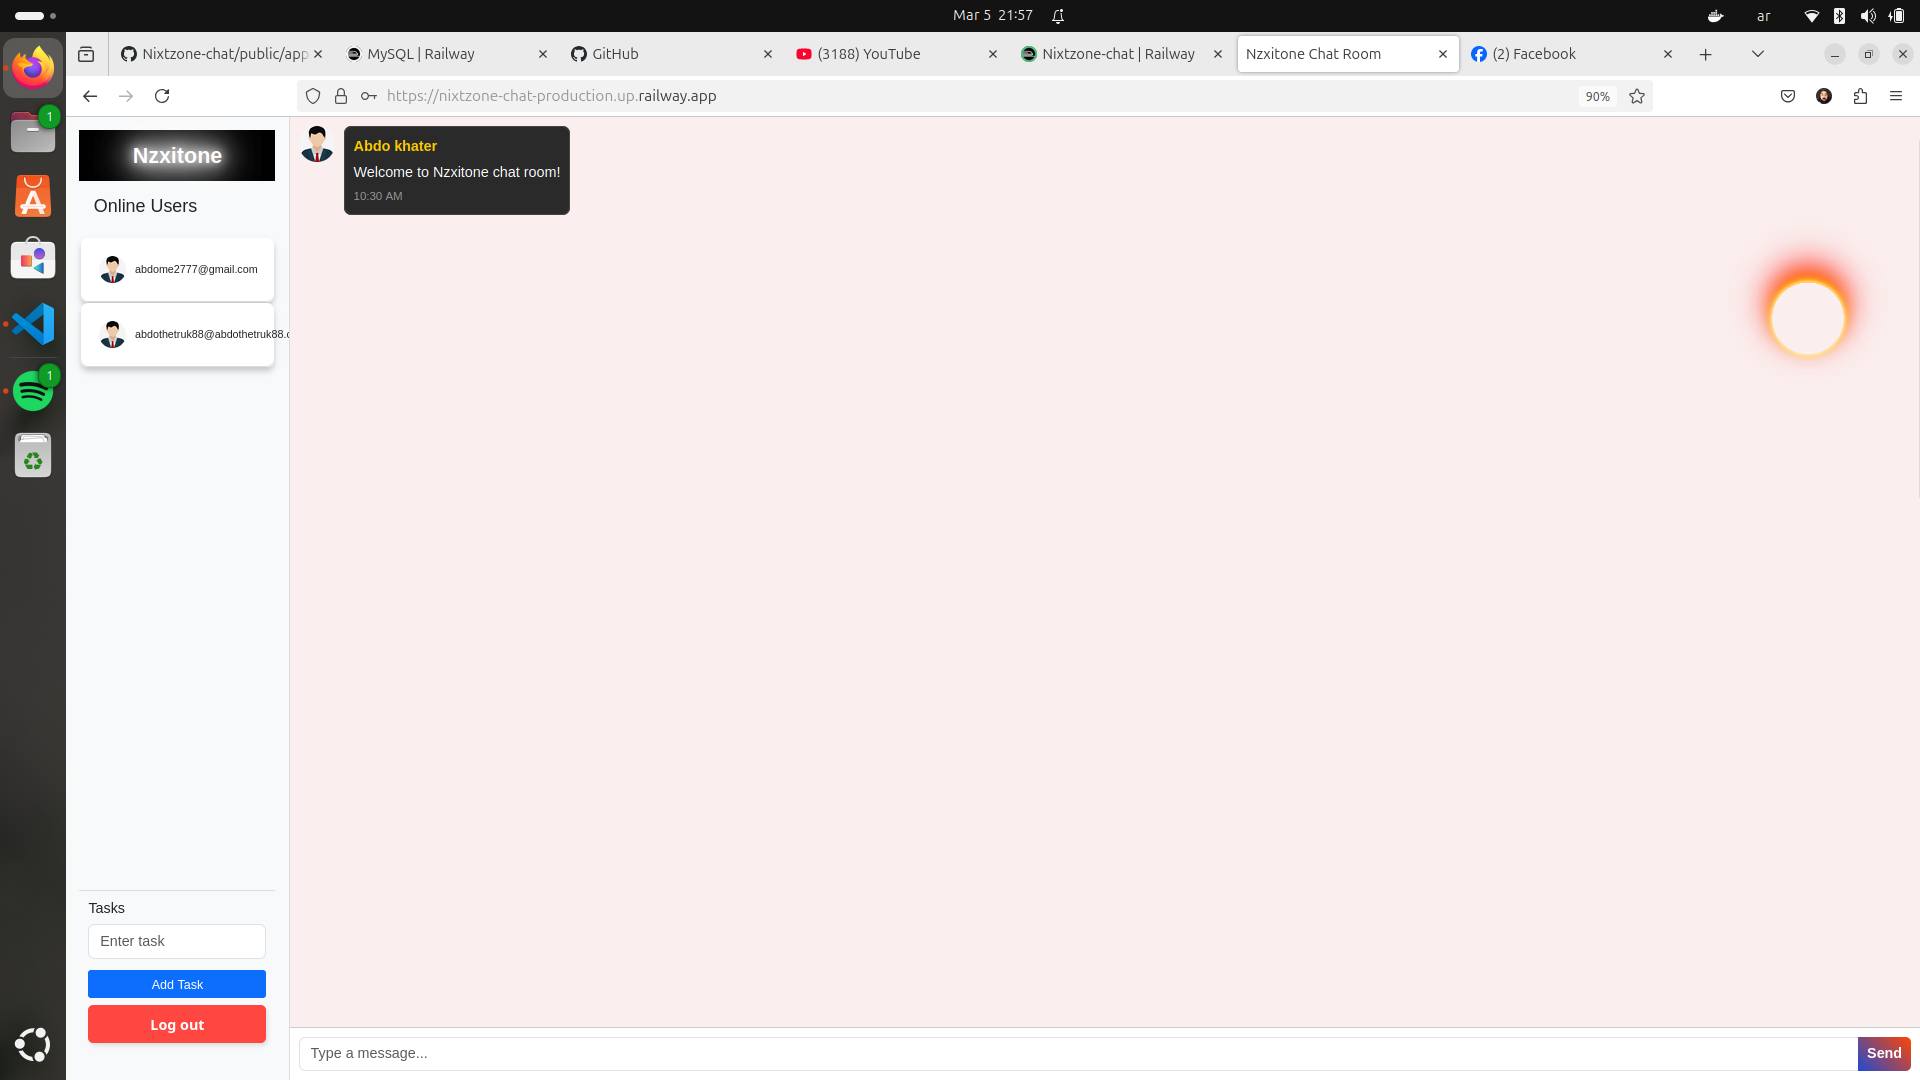 Mar 5 21:57
ar
Nixtzone-chat/public/app
MySQL | Railway
GitHub
(3188) YouTube
Nixtzone-chat | Railway
Nzxitone Chat Room
(2) Facebook
https://nixtzone-chat-production.up.railway.app
90%
1
1
Nzxitone
Online Users
abdome2777@gmail.com
abdothetruk88@abdothetruk88.c
Abdo khater
Welcome to Nzxitone chat room!
10:30 AM
Tasks
Enter task
Add Task
Log out
Type a message...
Send